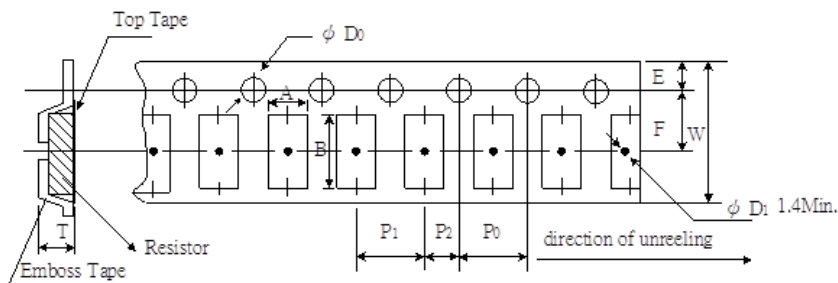 Top Tape
ϕ D0
A
E
F
W
B
ϕ D1 1.4Min.
T
Resistor
P1
P2
P0
direction of unreeling
Emboss Tape